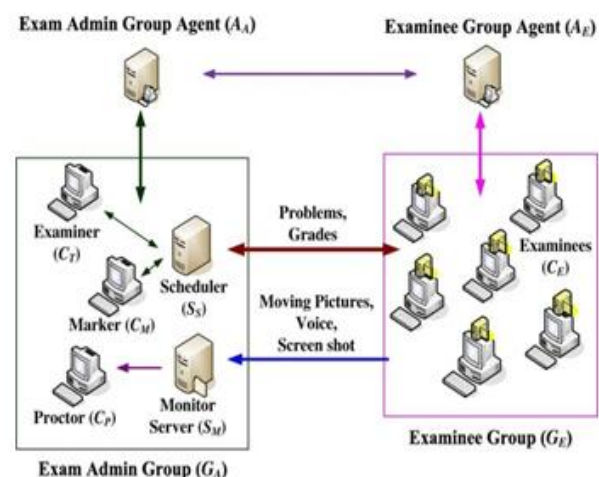 Exam Admin Group Agent (A_A)
Examinee Group Agent (A_E)
Examiner
(C_T)
Scheduler
(S_S)
Marker (C_M)
Proctor (C_P)
Monitor
Server (S_M)
Exam Admin Group (G_A)
Problems,
Grades
Moving Pictures,
Voice,
Screen shot
Examinees
(C_E)
Examinee Group (G_E)